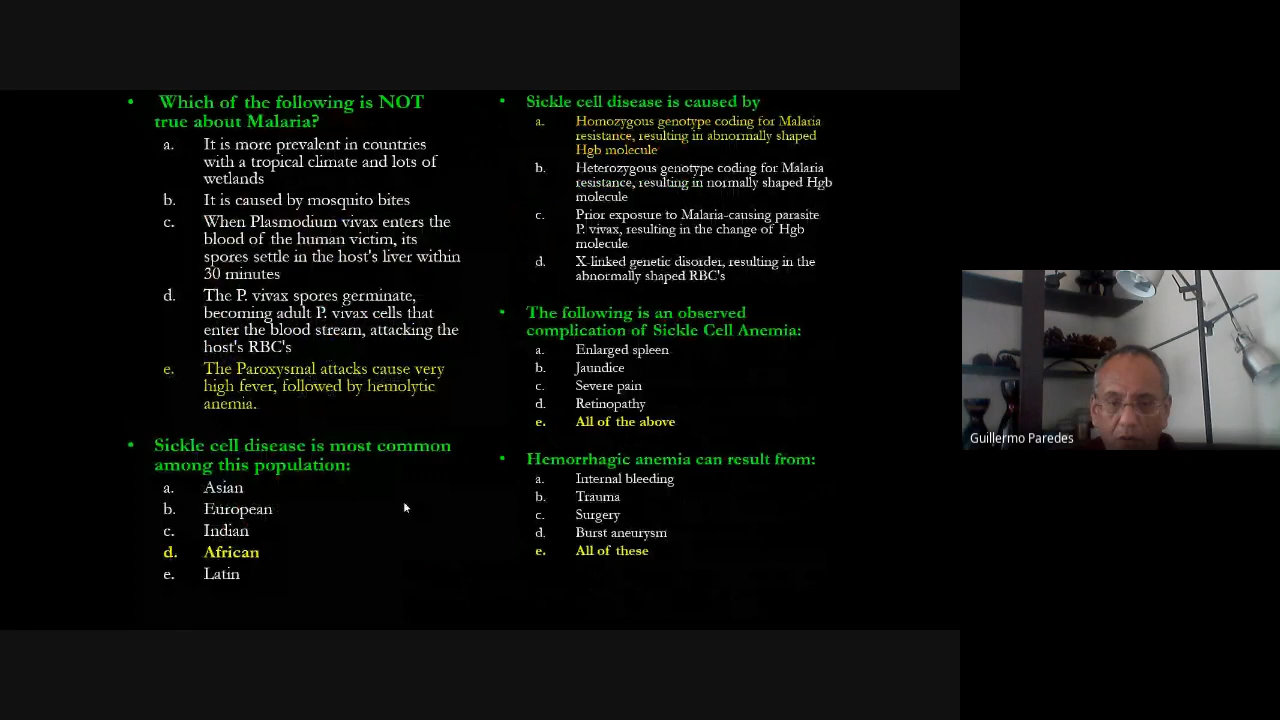 • Which of the following is NOT
true about Malaria?
a. It is more prevalent in countries
with a tropical climate and lots of
wetlands
b. It is caused by mosquito bites
c. When Plasmodium vivax enters the
blood of the human victim, its
spores settle in the host's liver within
30 minutes
d. The P. vivax spores germinate,
becoming adult P. vivax cells that
enter the blood stream, attacking the
host's RBC's
e. The Paroxysmal attacks cause very
high fever, followed by hemolytic
anemia.
• Sickle cell disease is most common
among this population:
a. Asian
b. European
c. Indian
d. African
e. Latin
• Sickle cell disease is caused by
a. Homozygous genotype coding for Malaria
resistance, resulting in abnormally shaped
Hgb molecule
b. Heterozygous genotype coding for Malaria
resistance, resulting in normally shaped Hgb
molecule
c. Prior exposure to Malaria-causing parasite
P. vivax, resulting in the change of Hgb
molecule
d. X-linked genetic disorder, resulting in the
abnormally shaped RBC's
• The following is an observed
complication of Sickle Cell Anemia:
a. Enlarged spleen
b. Jaundice
c. Severe pain
d. Retinopathy
e. All of the above
• Hemorrhagic anemia can result from:
a. Internal bleeding
b. Trauma
c. Surgery
d. Burst aneurysm
e. All of these
Guillermo Paredes